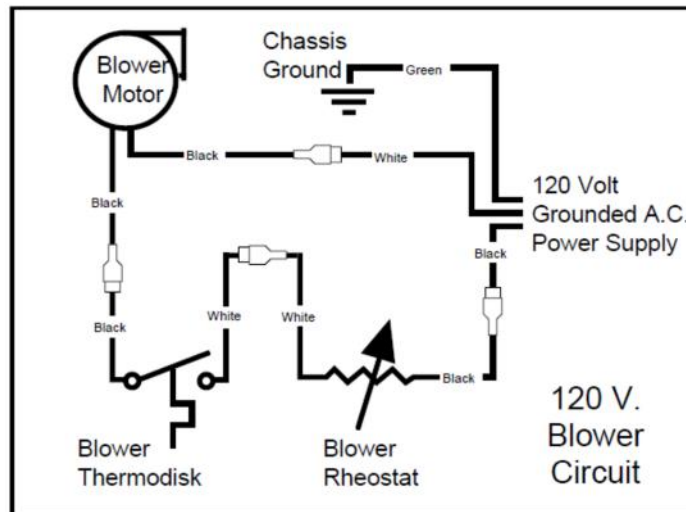 Blower
Motor
Chassis
Ground
Green
Black
White
Black
120 Volt
Grounded A.C.
Power Supply
Black
Black
White
White
Black
Blower
Thermodisk
Blower
Rheostat
120 V.
Blower
Circuit